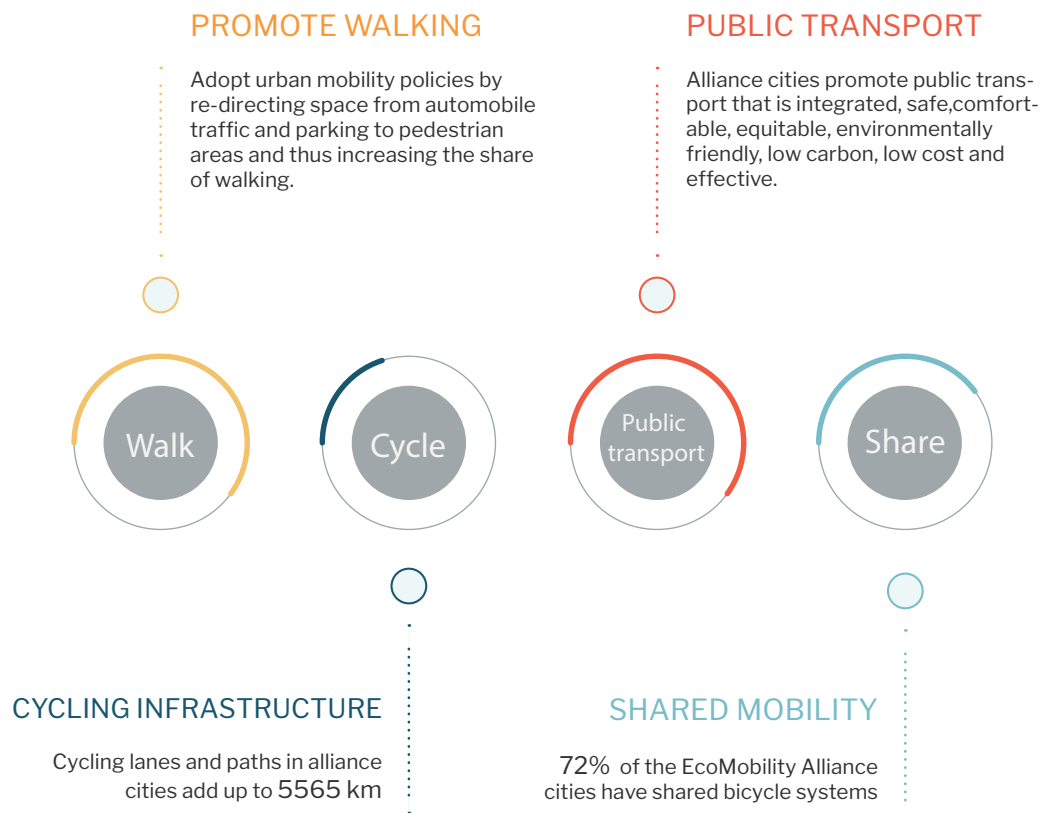 PROMOTE WALKING
Adopt urban mobility policies by
re-directing space from automobile
traffic and parking to pedestrian
areas and thus increasing the share
of walking.
PUBLIC TRANSPORT
Alliance cities promote public trans-
port that is integrated, safe,comfort-
able, equitable, environmentally
friendly, low carbon, low cost and
effective.
Walk
Cycle
Public
transport
Share
CYCLING INFRASTRUCTURE
Cycling lanes and paths in alliance
cities add up to 5565 km
SHARED MOBILITY
72% of the EcoMobility Alliance
cities have shared bicycle systems